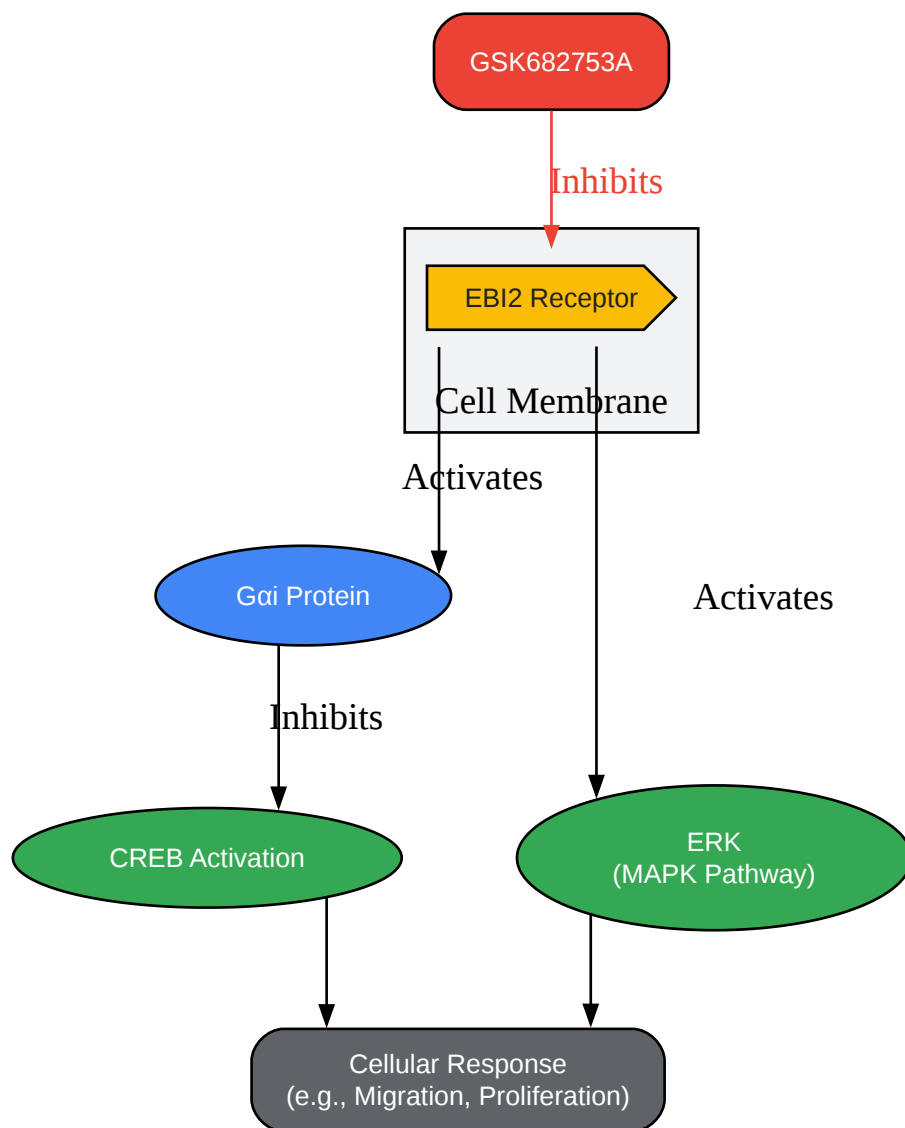 GSK682753A
Inhibits
EBI2 Receptor
Cell Membrane
Activates
Gαi Protein
Activates
Inhibits
CREB Activation
ERK
(MAPK Pathway)
Cellular Response
(e.g., Migration, Proliferation)